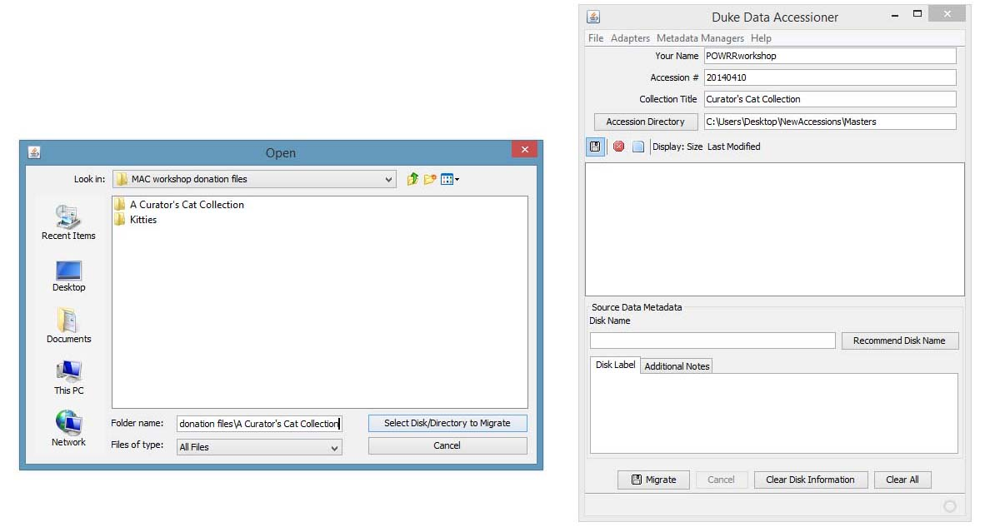 Open
Look in: MAC workshop donation files
A Curator's Cat Collection
Kitties
Recent Items
Desktop
Documents
This PC
Network
Folder name: donation files\A Curator's Cat Collection Select Disk/Directory to Migrate
Files of type: All Files Cancel
Duke Data Accessioner
File Adapters Metadata Managers Help
Your Name POWRRworkshop
Accession # 20140410
Collection Title Curator's Cat Collection
Accession Directory C:\Users\Desktop\NewAccessions\Masters
Display: Size Last Modified
Source Data Metadata
Disk Name
Recommend Disk Name
Disk Label Additional Notes
Migrate Cancel Clear Disk Information Clear All